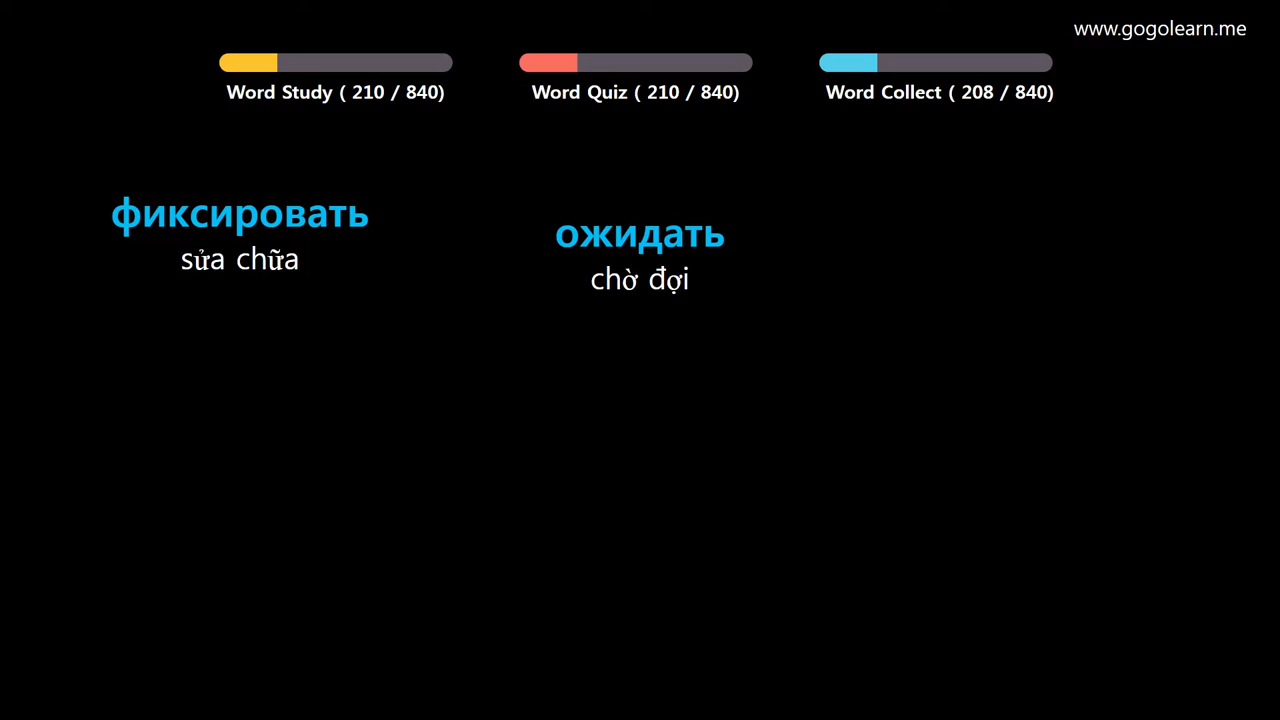 www.gogolearn.me
Word Study ( 210 / 840)
Word Quiz ( 210 / 840)
Word Collect ( 208 / 840)
фиксировать
sửa chữa
ожидать
chờ đợi